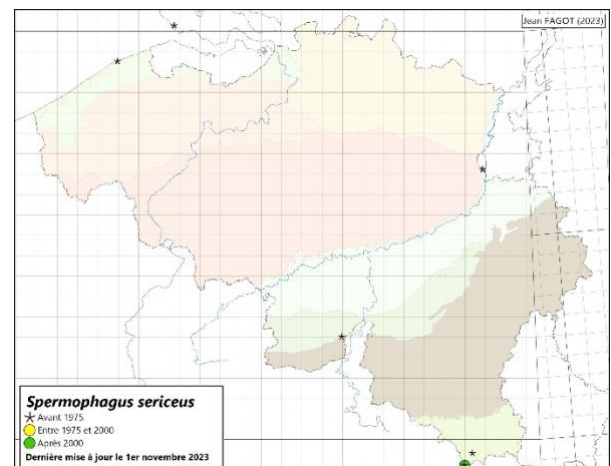 Jean FAGOT (2023)
Spermophagus sericeus
Avant 1975
Entre 1975 et 2000
Après 2000
Dernière mise à jour le 1er novembre 2023